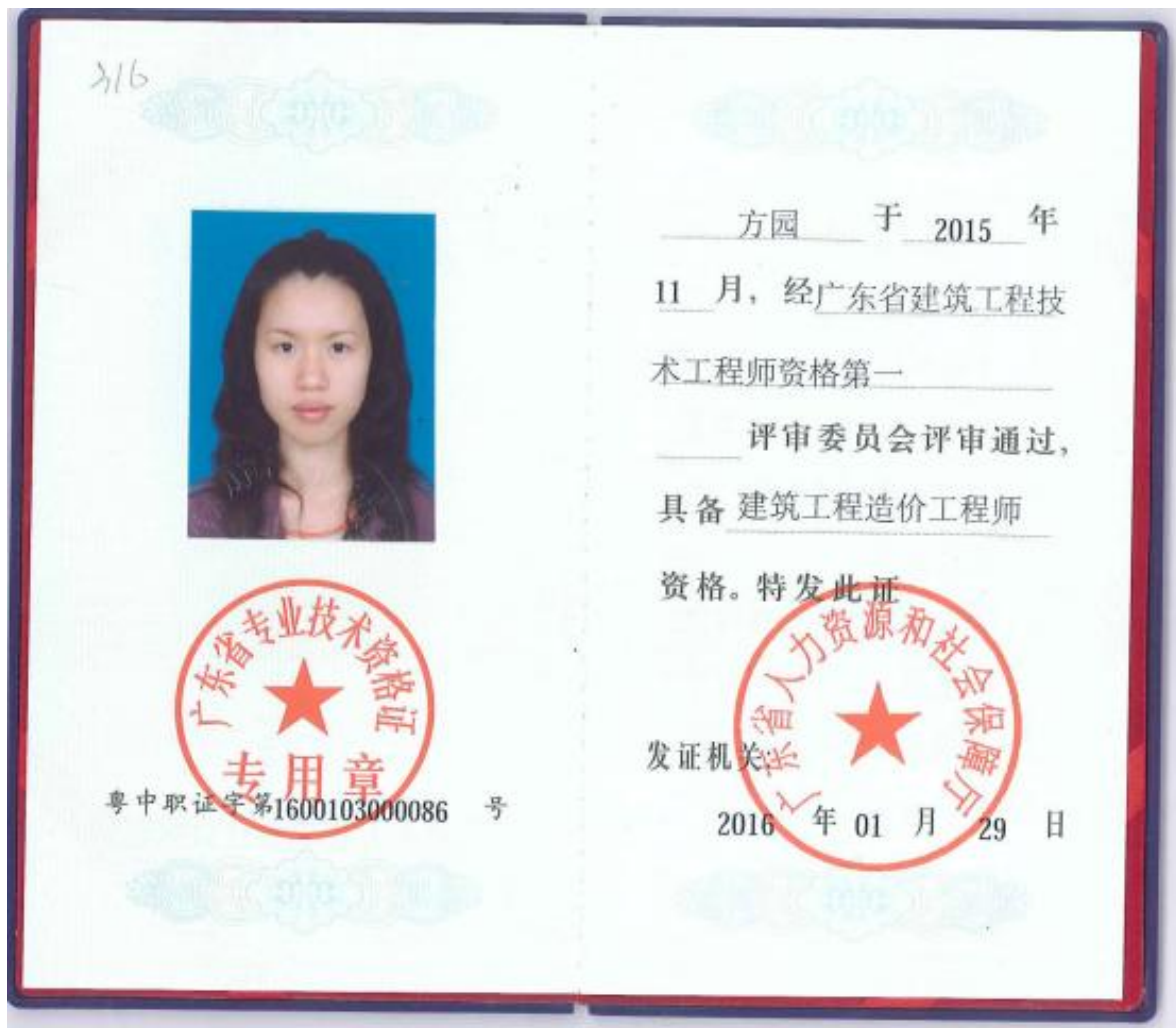 316
广东省专业技术资格证
专用章
粤中职证字第1600103000086 号
方园 于 2015 年
11 月，经广东省建筑工程技
术工程师资格第一
评审委员会评审通过，
具备 建筑工程造价工程师
资格。特发此证
广东省人力资源和社会保障厅
发证机关：
2016 年 01 月 29 日